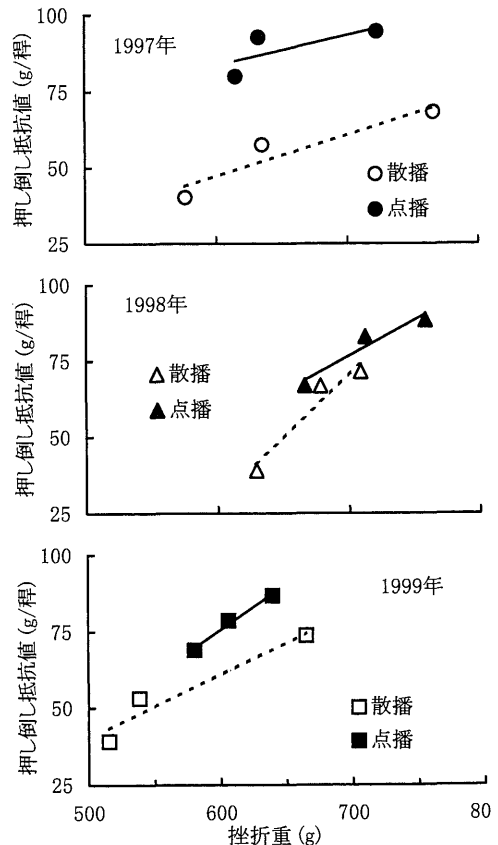 100
75
50
25
押し倒し抵抗値 (g/稈)
1997年
散播
点播
100
75
50
25
押し倒し抵抗値 (g/稈)
1998年
散播
点播
100
75
50
25
押し倒し抵抗値 (g/稈)
1999年
散播
点播
500
600
700
80
挫折重 (g)